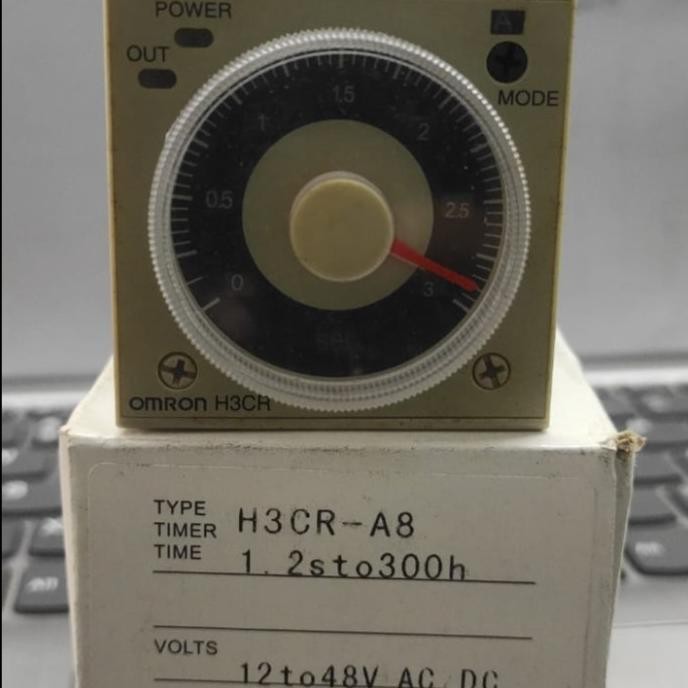 POWER
OUT
A
MODE
0
0.5
1
1.5
2
2.5
3
OMRON H3CR
TYPE H3CR-A8
TIMER
TIME 1.2sto300h
VOLTS 12to48V AC/DC